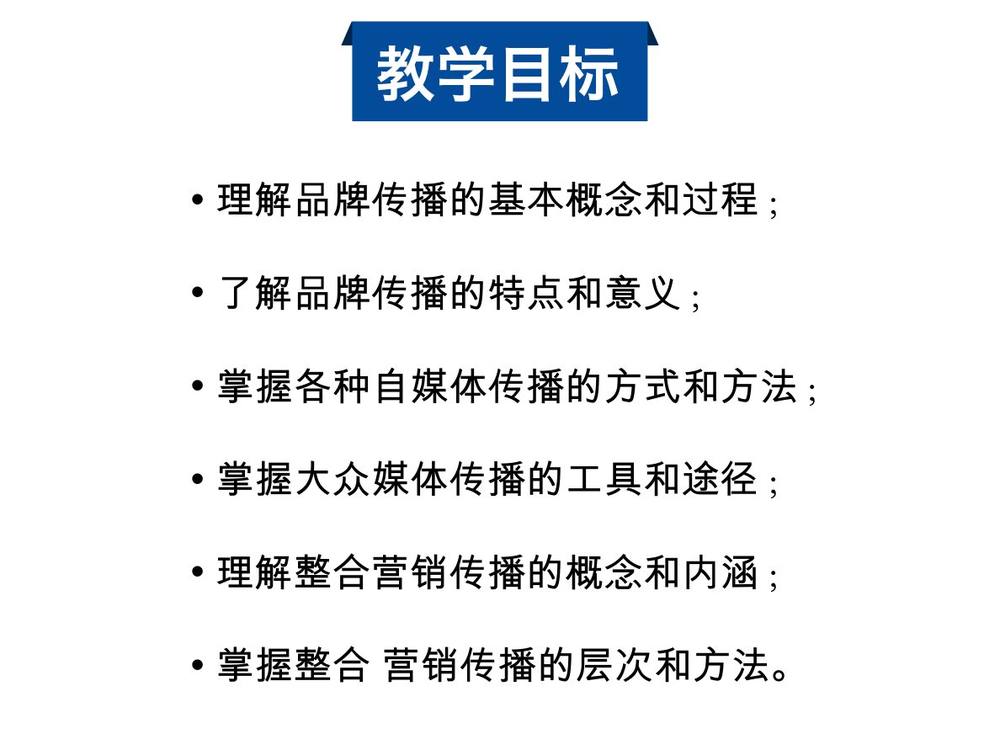 教学目标
• 理解品牌传播的基本概念和过程;
• 了解品牌传播的特点和意义;
• 掌握各种自媒体传播的方式和方法;
• 掌握大众媒体传播的工具和途径;
• 理解整合营销传播的概念和内涵;
• 掌握整合 营销传播的层次和方法。